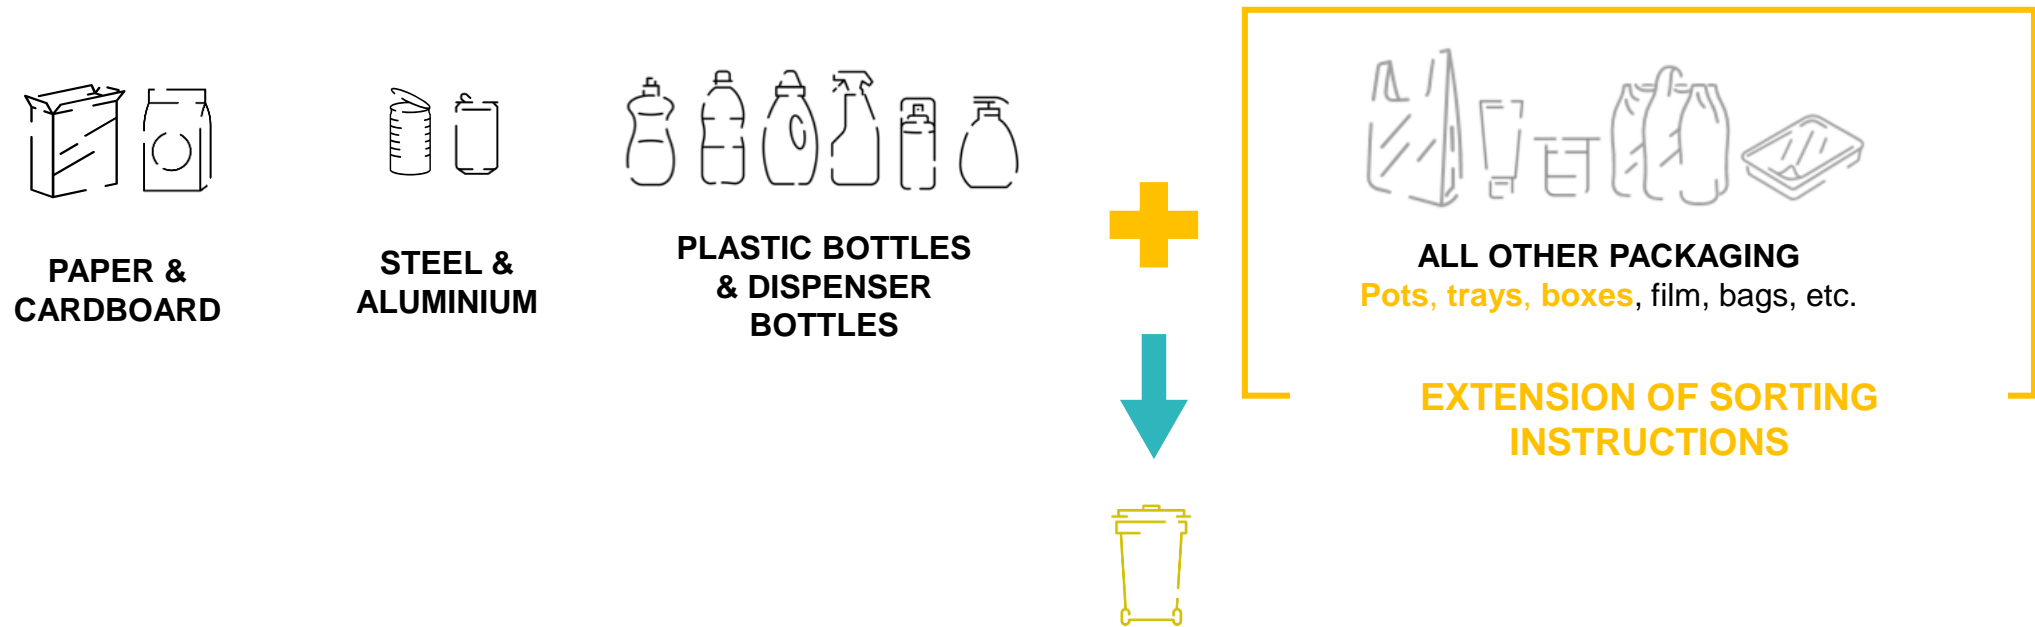 PAPER &
CARDBOARD
STEEL &
ALUMINIUM
PLASTIC BOTTLES
& DISPENSER
BOTTLES
ALL OTHER PACKAGING
Pots, trays, boxes, film, bags, etc.
EXTENSION OF SORTING
INSTRUCTIONS